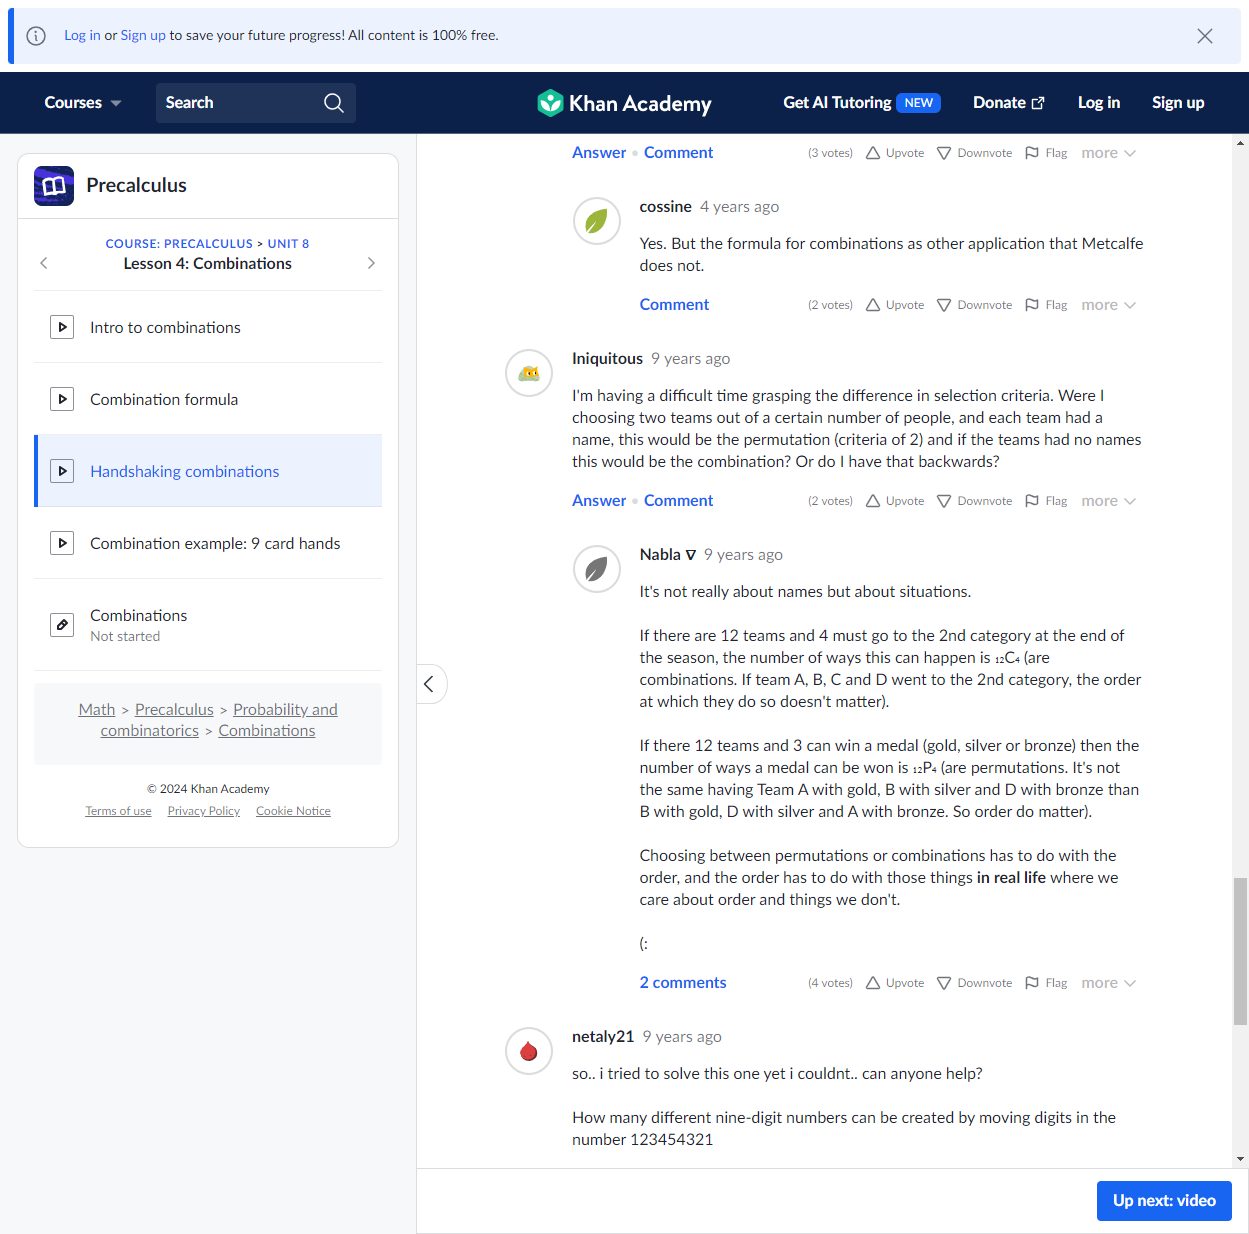 Log in or Sign up to save your future progress! All content is 100% free.
Courses
Search
Khan Academy
Get AI Tutoring NEW
Donate
Log in
Sign up
Precalculus
COURSE: PRECALCULUS > UNIT 8
Lesson 4: Combinations
Intro to combinations
Combination formula
Handshaking combinations
Combination example: 9 card hands
Combinations
Not started
Math > Precalculus > Probability and
combinatorics > Combinations
© 2024 Khan Academy
Terms of use Privacy Policy Cookie Notice
Answer • Comment (3 votes) Upvote Downvote Flag more
cossine 4 years ago
Yes. But the formula for combinations as other application that Metcalfe
does not.
Comment (2 votes) Upvote Downvote Flag more
Iniquitous 9 years ago
I'm having a difficult time grasping the difference in selection criteria. Were I
choosing two teams out of a certain number of people, and each team had a
name, this would be the permutation (criteria of 2) and if the teams had no names
this would be the combination? Or do I have that backwards?
Answer • Comment (2 votes) Upvote Downvote Flag more
Nabla ∇ 9 years ago
It's not really about names but about situations.
If there are 12 teams and 4 must go to the 2nd category at the end of
the season, the number of ways this can happen is ₁₂C₄ (are
combinations. If team A, B, C and D went to the 2nd category, the order
at which they do so doesn't matter).
If there 12 teams and 3 can win a medal (gold, silver or bronze) then the
number of ways a medal can be won is ₁₂P₄ (are permutations. It's not
the same having Team A with gold, B with silver and D with bronze than
B with gold, D with silver and A with bronze. So order do matter).
Choosing between permutations or combinations has to do with the
order, and the order has to do with those things in real life where we
care about order and things we don't.
(:
2 comments (4 votes) Upvote Downvote Flag more
netaly21 9 years ago
so.. i tried to solve this one yet i couldnt.. can anyone help?
How many different nine-digit numbers can be created by moving digits in the
number 123454321
Up next: video